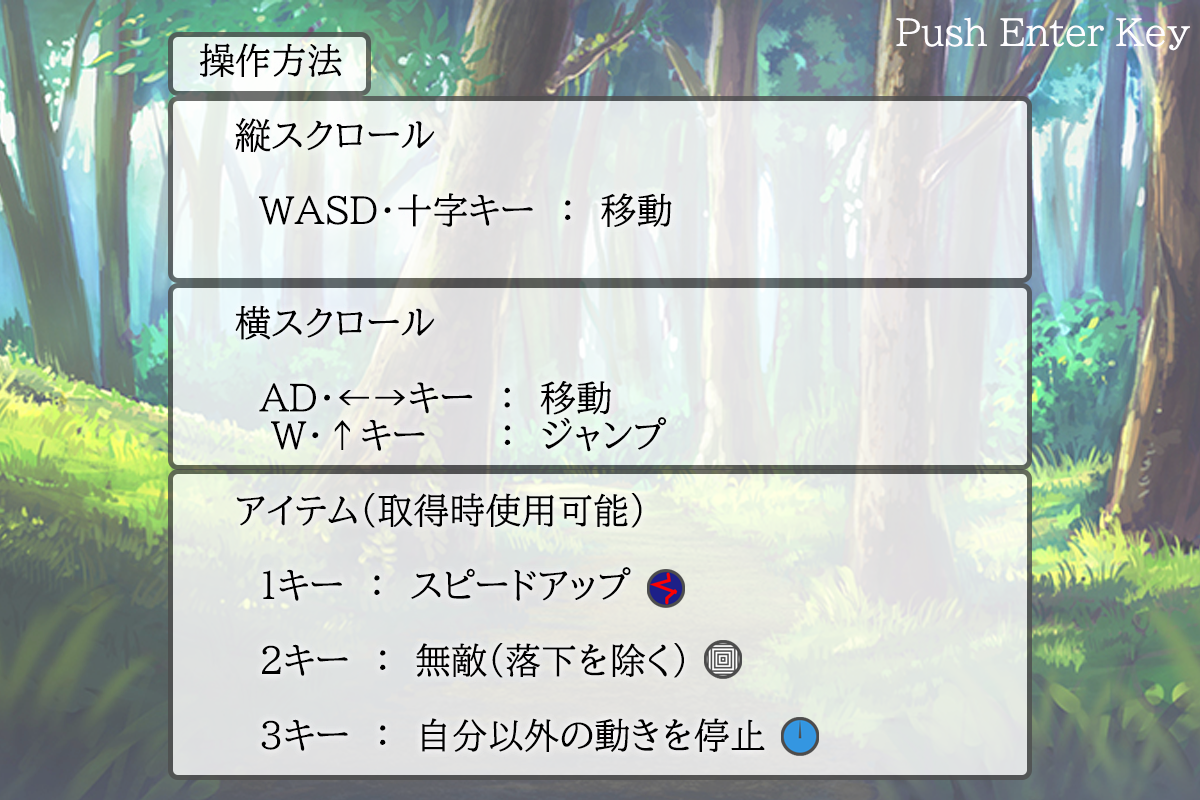 Push Enter Key
操作方法
縦スクロール
WASD・十字キー ： 移動
横スクロール
AD・←→キー ： 移動
W・↑キー ： ジャンプ
アイテム(取得時使用可能)
1キー ： スピードアップ
2キー ： 無敵(落下を除く)
3キー ： 自分以外の動きを停止